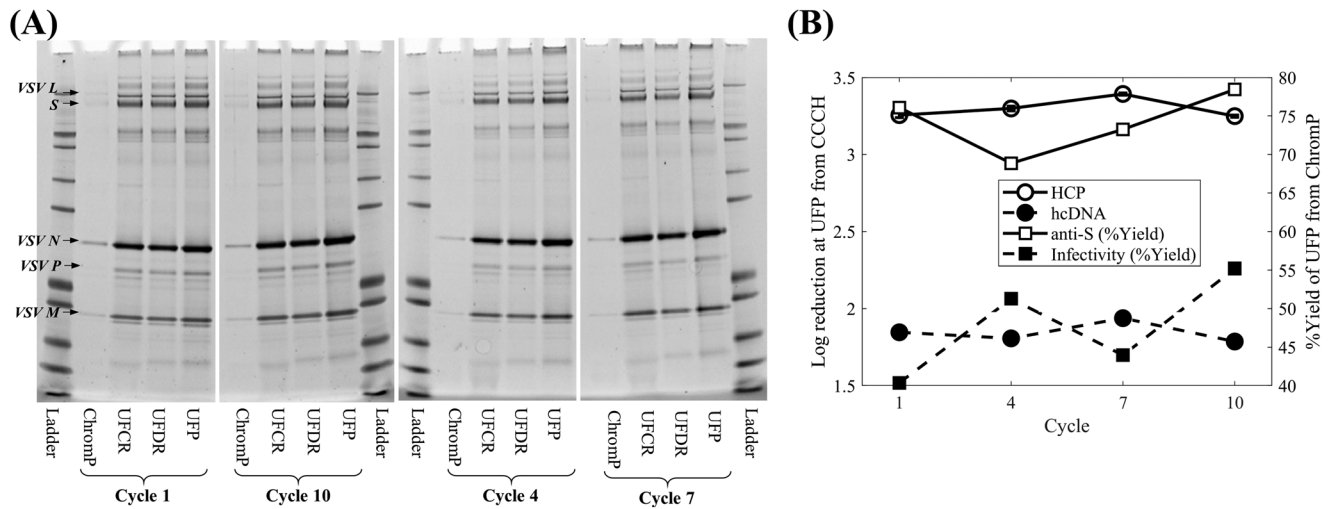 (A)
VSV L
S
VSV N
VSV P
VSV M
Ladder
ChromP
UFCR
UFDR
UFP
ChromP
UFCR
UFDR
UFP
Ladder
Ladder
ChromP
UFCR
UFDR
UFP
ChromP
UFCR
UFDR
UFP
Ladder
Cycle 1
Cycle 10
Cycle 4
Cycle 7
(B)
Log reduction at UFP from CCCH
3.5
3
2.5
2
1.5
HCP
hcDNA
anti-S (%Yield)
Infectivity (%Yield)
80
75
70
65
60
55
50
45
40
%Yield of UFP from ChromP
1
4
7
10
Cycle